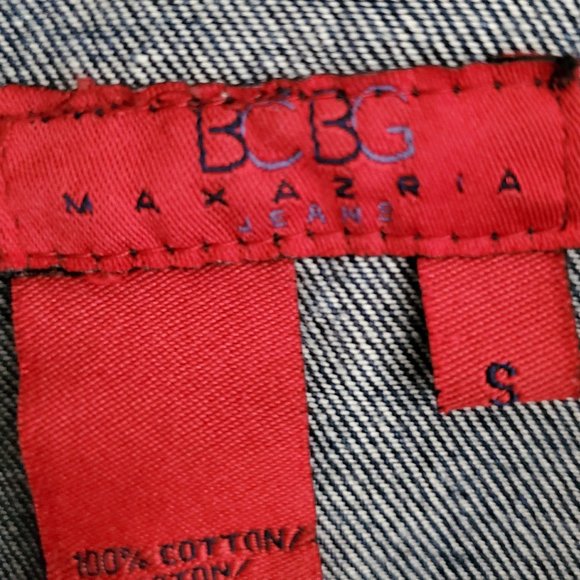 BCBG
MAXAZRIA
JEANS
S
100% COTTON/